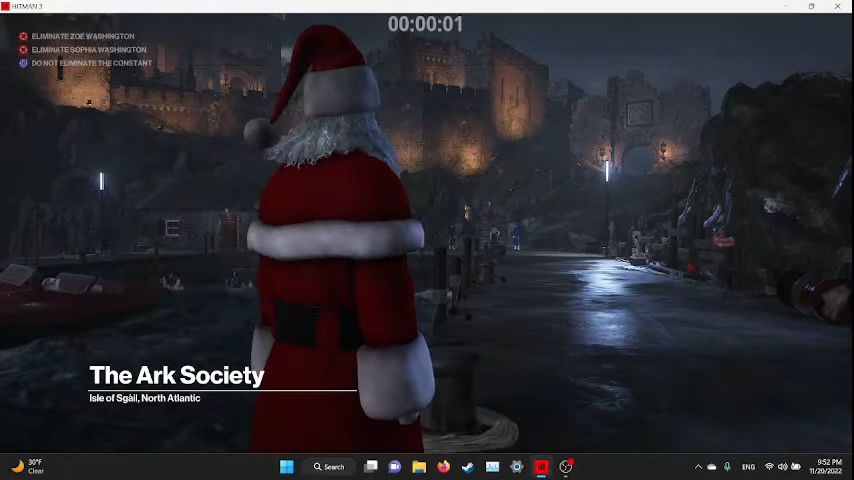 HITMAN 3
00:00:01
ELIMINATE ZOE WASHINGTON
ELIMINATE SOPHIA WASHINGTON
DO NOT ELIMINATE THE CONSTANT
The Ark Society
Isle of Sgàil, North Atlantic
30°F
Clear
Search
ENG
9:52 PM
11/20/2022